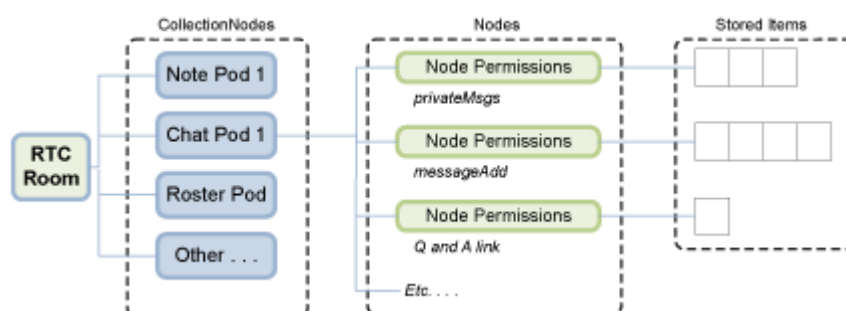 CollectionNodes
Nodes
Stored Items
RTC
Room
Note Pod 1
Chat Pod 1
Roster Pod
Other . . .
Node Permissions
privateMsgs
Node Permissions
messageAdd
Node Permissions
Q and A link
Etc. . . .